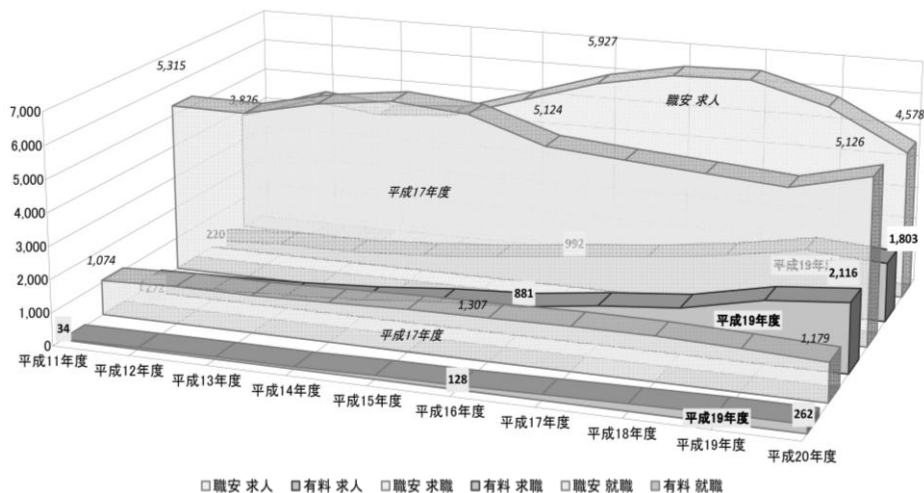 5,927
5,315
職安 求人
4,578
7,000
2,826
5,124
6,000
5,126
5,000
平成17年度
4,000
3,000
220
992
1,803
1,074
2,000
2,116
881
1,307
平成19年度
1,000
平成17年度
1,179
34
0
128
平成19年度
262
平成11年度
平成12年度
平成13年度
平成14年度
平成15年度
平成16年度
平成17年度
平成18年度
平成19年度
平成20年度
職安 求人 有料 求人 職安 求職 有料 求職 職安 就職 有料 就職